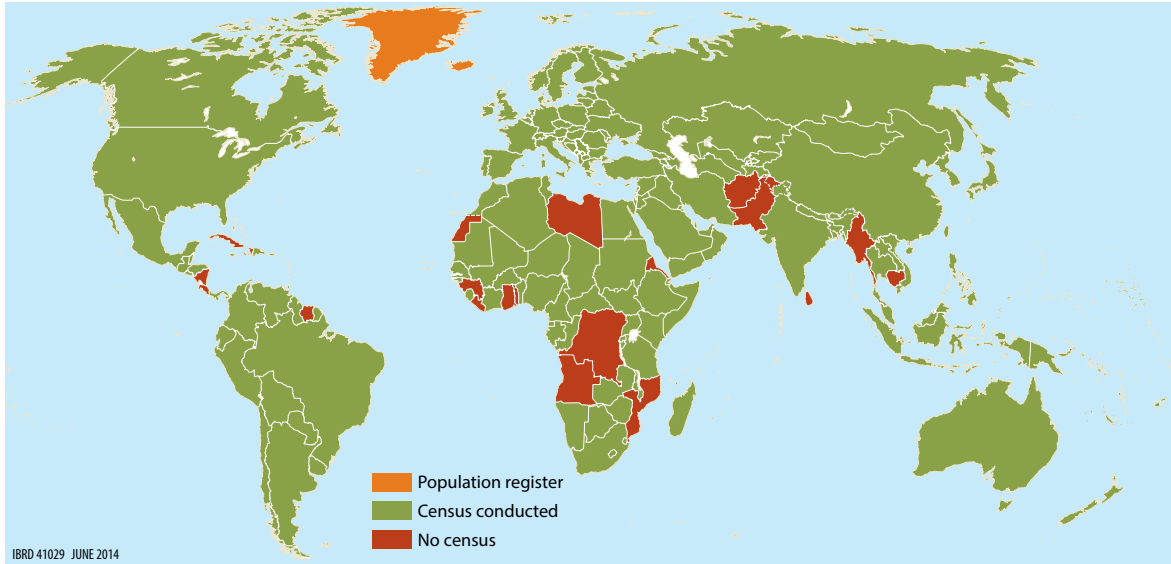 Population register
Census conducted
No census
IBRD 41029 JUNE 2014